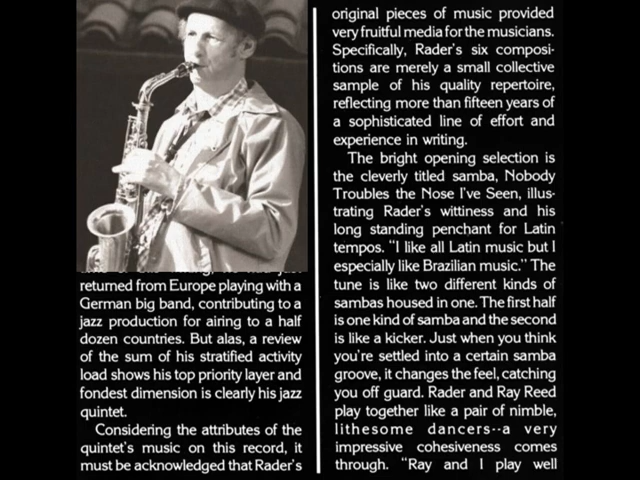 returned from Europe playing with a
German big band, contributing to a
jazz production for airing to a half
dozen countries. But alas, a review
of the sum of his stratified activity
load shows his top priority layer and
fondest dimension is clearly his jazz
quintet.
Considering the attributes of the
quintet's music on this record, it
must be acknowledged that Rader's
original pieces of music provided
very fruitful media for the musicians.
Specifically, Rader's six composi-
tions are merely a small collective
sample of his quality repertoire,
reflecting more than fifteen years of
a sophisticated line of effort and
experience in writing.
The bright opening selection is
the cleverly titled samba, Nobody
Troubles the Nose I've Seen, illus-
trating Rader's wittiness and his
long standing penchant for Latin
tempos. "I like all Latin music but I
especially like Brazilian music." The
tune is like two different kinds of
sambas housed in one. The first half
is one kind of samba and the second
is like a kicker. Just when you think
you're settled into a certain samba
groove, it changes the feel, catching
you off guard. Rader and Ray Reed
play together like a pair of nimble,
lithesome dancers--a very
impressive cohesiveness comes
through. "Ray and I play well